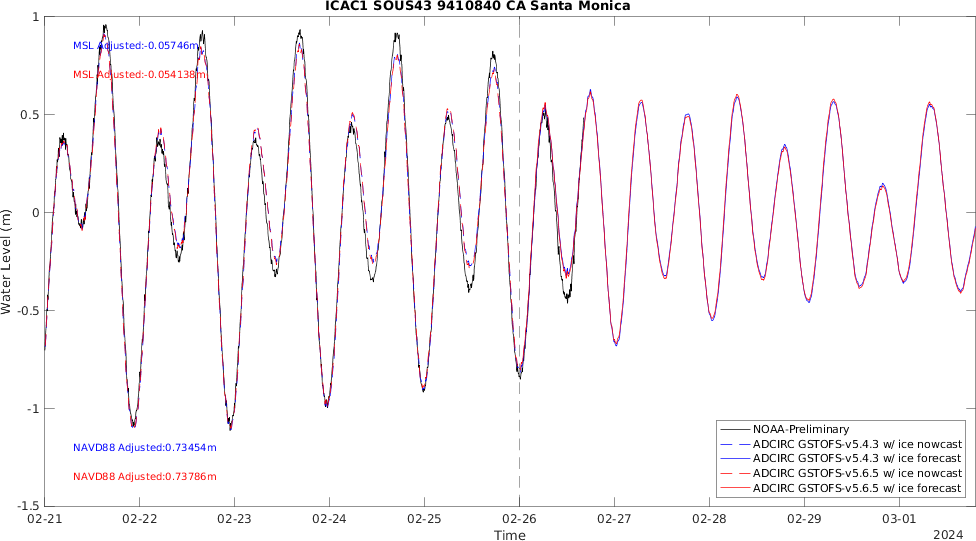 ICAC1 SOUS43 9410840 CA Santa Monica
MSL Adjusted:-0.05746m
MSL Adjusted:-0.054138m
NAVD88 Adjusted:0.73454m
NAVD88 Adjusted:0.73786m
Water Level (m)
1
0.5
0
-0.5
-1
-1.5
NOAA-Preliminary
ADCIRC GSTOFS-v5.4.3 w/ ice nowcast
ADCIRC GSTOFS-v5.4.3 w/ ice forecast
ADCIRC GSTOFS-v5.6.5 w/ ice nowcast
ADCIRC GSTOFS-v5.6.5 w/ ice forecast
02-21 02-22 02-23 02-24 02-25 02-26 02-27 02-28 02-29 03-01
Time
2024